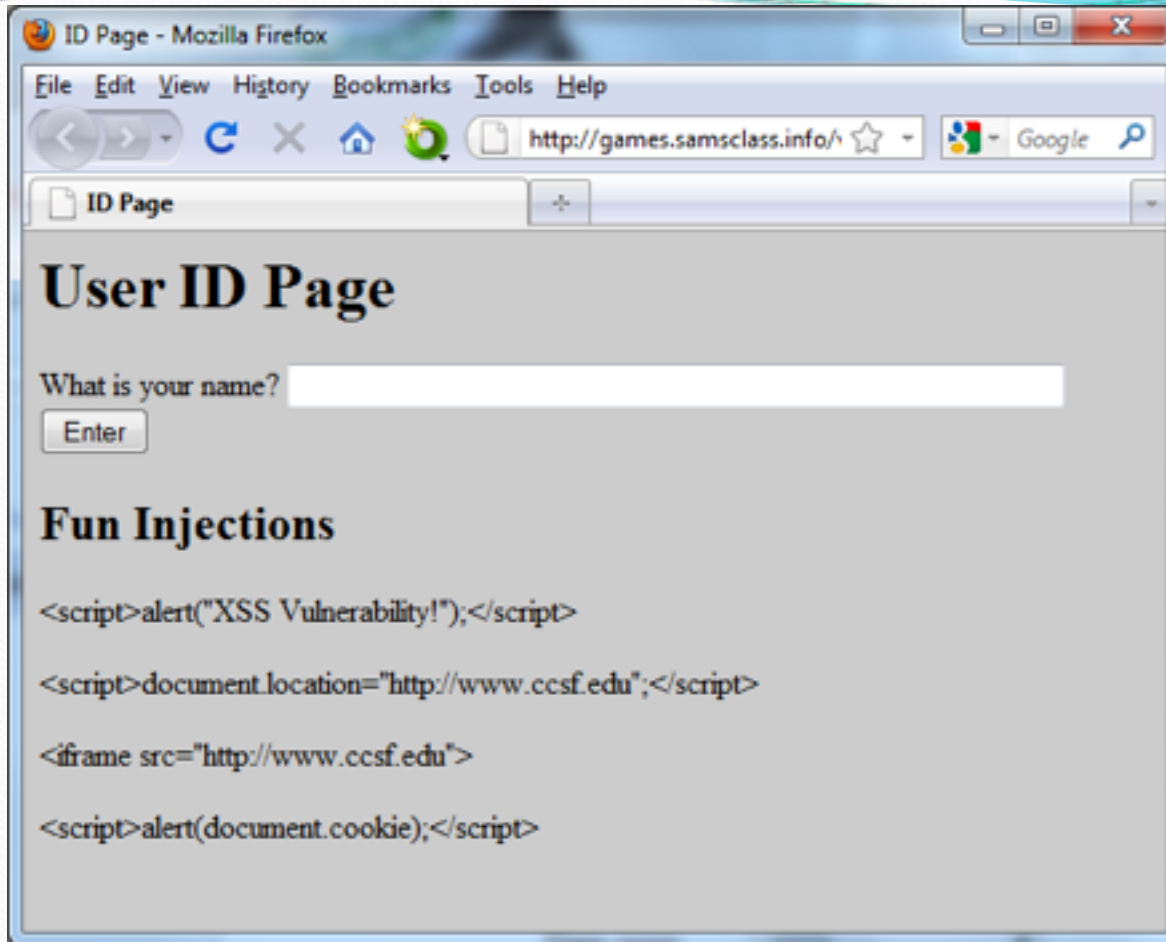 ID Page - Mozilla Firefox
File Edit View History Bookmarks Tools Help
http://games.samsclass.info/
Google
ID Page
User ID Page
What is your name?
Enter
Fun Injections
<script>alert("XSS Vulnerability!");</script>
<script>document.location="http://www.ccsf.edu";</script>
<iframe src="http://www.ccsf.edu">
<script>alert(document.cookie);</script>